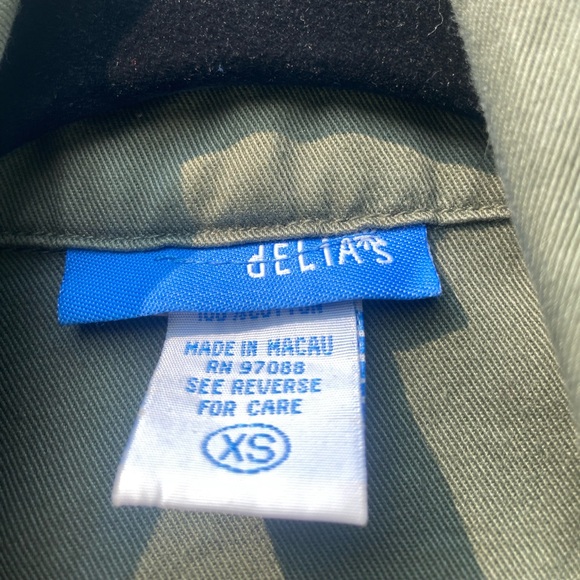 dELiA*S
100% COTTON
MADE IN MACAU
RN 97088
SEE REVERSE
FOR CARE
XS